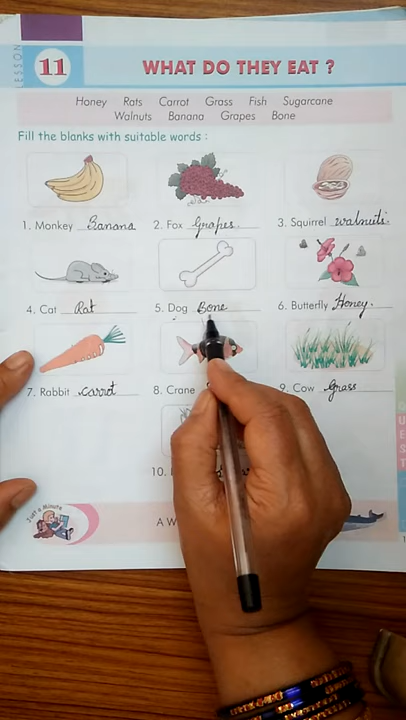 LESSON
11
WHAT DO THEY EAT ?
Honey Rats Carrot Grass Fish Sugarcane
Walnuts Banana Grapes Bone
Fill the blanks with suitable words :
1. Monkey Banana 2. Fox Grapes. 3. Squirrel walnuts.
4. Cat Rat 5. Dog Bone 6. Butterfly Honey.
7. Rabbit carrot 8. Crane 9. Cow Grass
10.
Just a Minute
A W